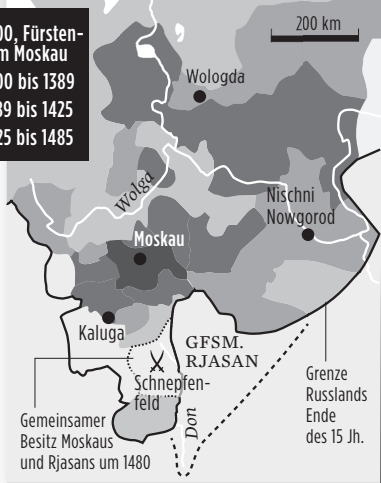 00, Fürsten-
m Moskau
00 bis 1389
89 bis 1425
25 bis 1485
200 km
Wologda
Wolga
Nischni
Nowgorod
Moskau
Kaluga
GFSM.
RJASAN
Schnepfen-
feld
Don
Gemeinsamer
Besitz Moskaus
und Rjasans um 1480
Grenze
Russlands
Ende
des 15 Jh.